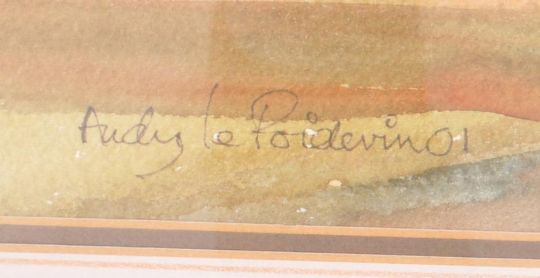 Andy le Poidevin 01